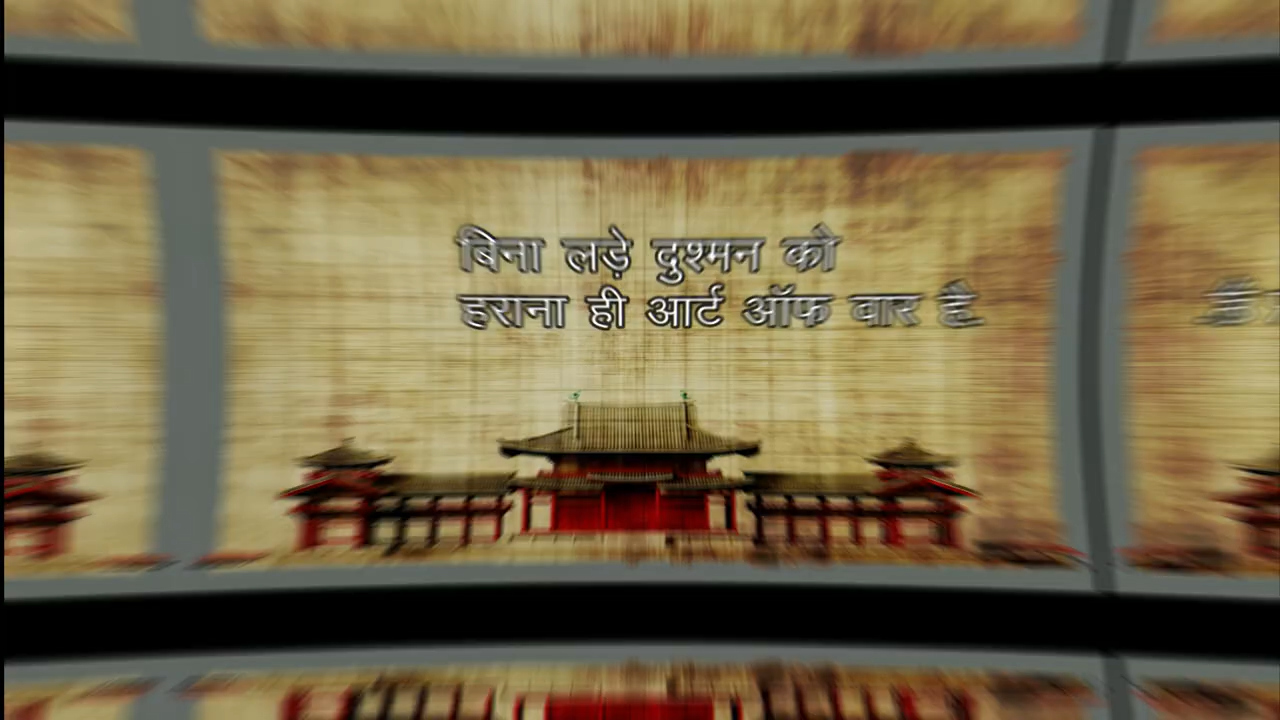 बिना लड़े दुश्मन को
हराना ही आर्ट ऑफ वार है